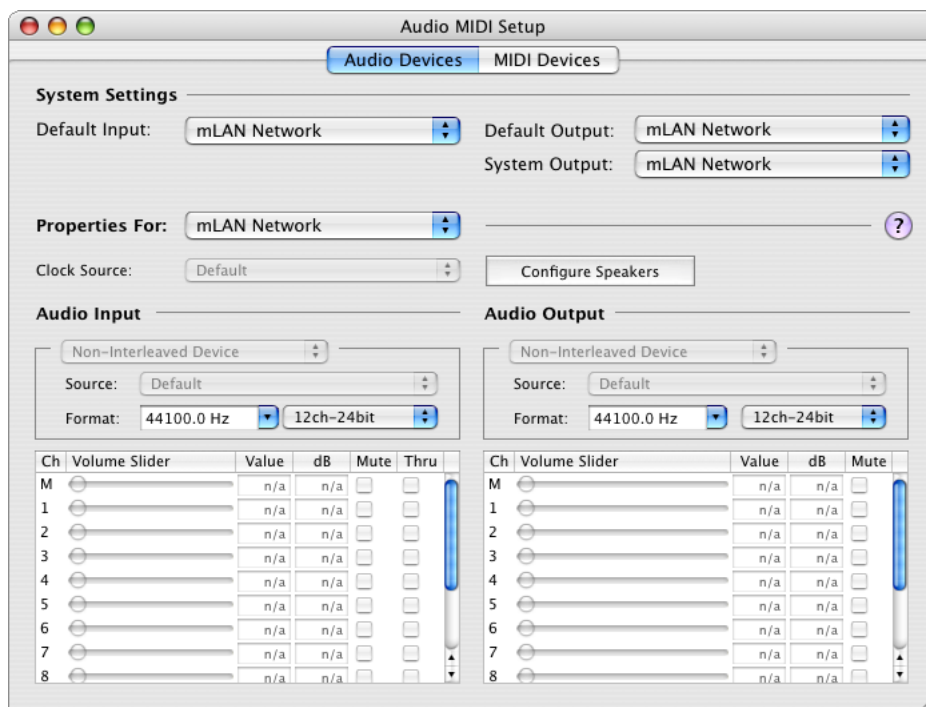 Audio MIDI Setup
Audio Devices MIDI Devices
System Settings
Default Input: mLAN Network
Default Output: mLAN Network
System Output: mLAN Network
Properties For: mLAN Network
?
Clock Source: Default
Configure Speakers
Audio Input
Non-Interleaved Device
Source: Default
Format: 44100.0 Hz 12ch-24bit
Ch Volume Slider Value dB Mute Thru
M n/a n/a
1 n/a n/a
2 n/a n/a
3 n/a n/a
4 n/a n/a
5 n/a n/a
6 n/a n/a
7 n/a n/a
8 n/a n/a
Audio Output
Non-Interleaved Device
Source: Default
Format: 44100.0 Hz 12ch-24bit
Ch Volume Slider Value dB Mute
M n/a n/a
1 n/a n/a
2 n/a n/a
3 n/a n/a
4 n/a n/a
5 n/a n/a
6 n/a n/a
7 n/a n/a
8 n/a n/a